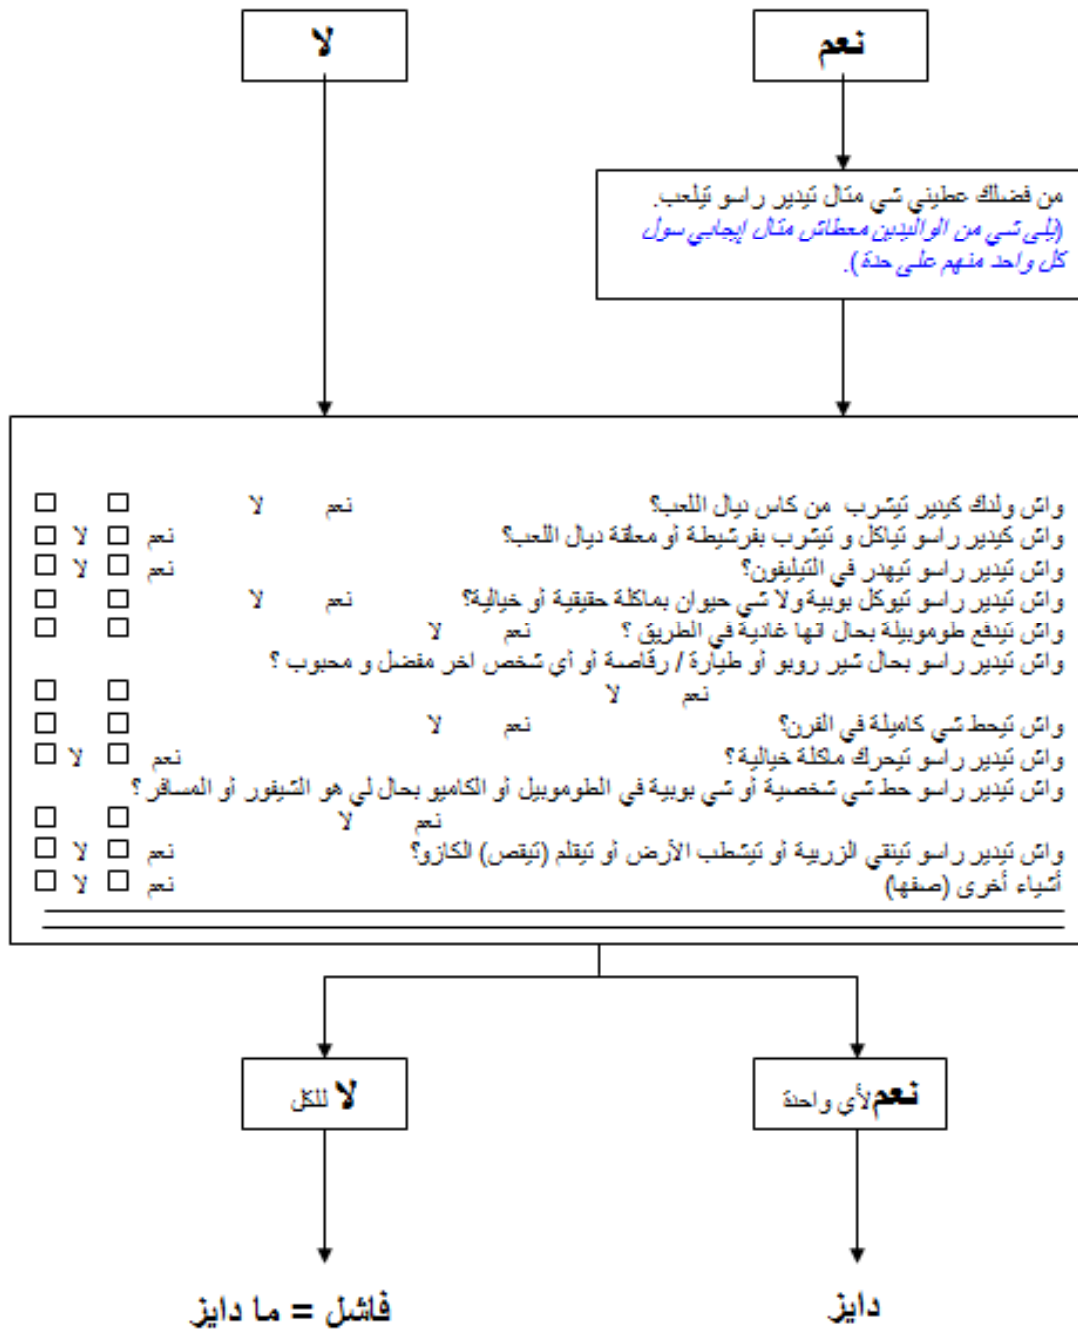 نعم
لا
من فضلك عطيني شي متال تيدير راسو تيلعب.
(يلى شي من الواليدين معطاش متال إيجابي سول
كل واحد منهم على حدة).
واش ولدك كيدير تيشرب من كاس ديال اللعب؟ نعم لا
واش كيدير راسو تياكل و تيشرب بفرشيطة أو معلقة ديال اللعب؟ نعم لا
واش تيدير راسو تيهدر في التيليفون؟ نعم لا
واش تيدير راسو تيوكل بوبية ولا شي حيوان بماكلة حقيقية أو خيالية؟ نعم لا
واش تيدفع طوموبيلة بحال انها غادية في الطريق ؟ نعم لا
واش تيدير راسو بحال شير روبو أو طيارة / رقاصة أو أي شخص اخر مفضل و محبوب ؟
نعم لا
واش تيحط شي كاميلة في الفرن؟ نعم لا
واش تيدير راسو تيحرك ماكلة خيالية؟ نعم لا
واش تيدير راسو حط شي شخصية أو شي بوبية في الطوموبيل أو الكاميو بحال لي هو الشيفور أو المسافر ؟
نعم لا
واش تيدير راسو تينقي الزربية أو تيشطب الأرض أو تيقلم (تيقص) الكازو؟ نعم لا
أشياء أخرى (صفها) نعم لا
نعم لأي واحدة
لا للكل
دايز
فاشل = ما دايز